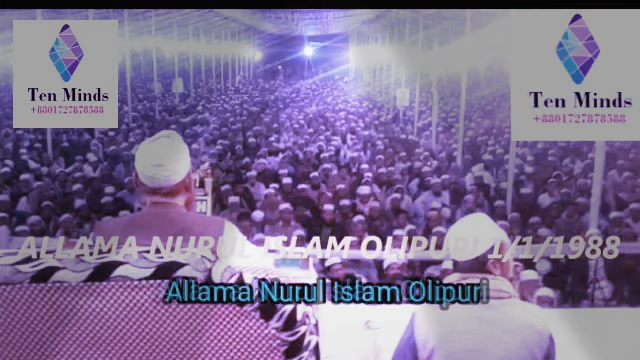 Ten Minds
+8801727878588
Ten Minds
+8801727878588
ALLAMA NURUL ISLAM OLIPURI 1/1/1988
Allama Nurul Islam Olipuri